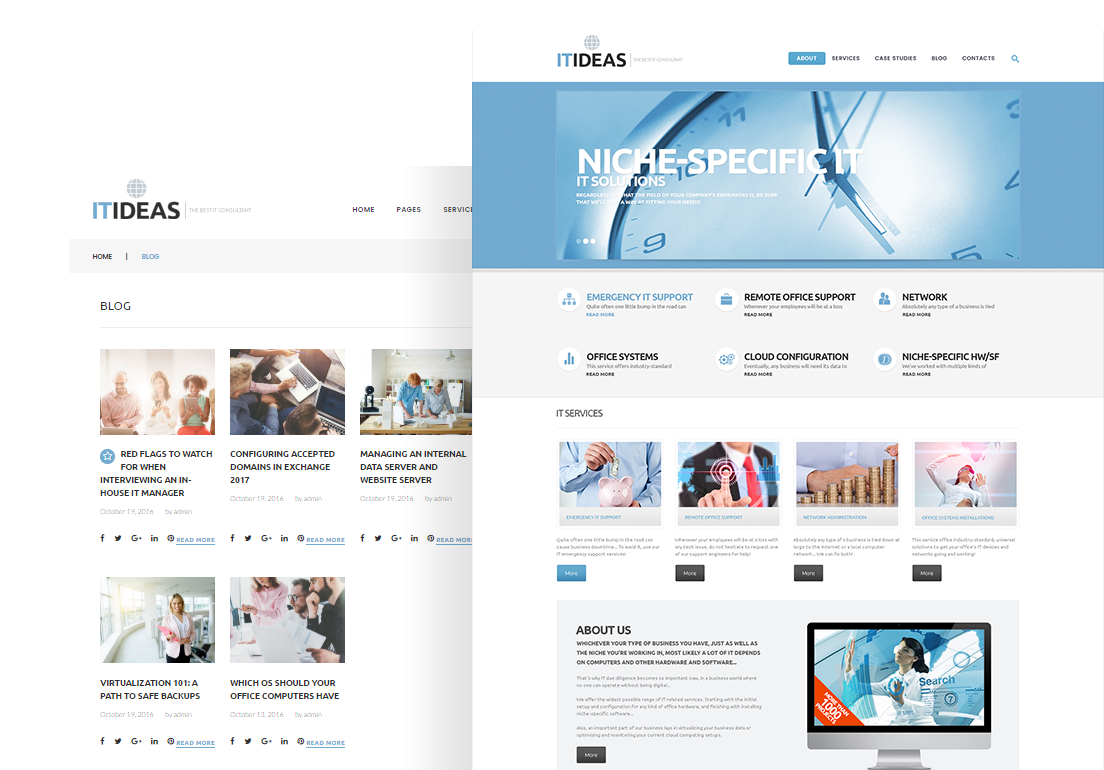 ITIDEAS
THE BEST IT CONSULTANT
HOME PAGES
HOME | BLOG
BLOG
RED FLAGS TO WATCH
FOR WHEN
INTERVIEWING AN IN-
HOUSE IT MANAGER
October 19, 2016 by admin
READ MORE
CONFIGURING ACCEPTED
DOMAINS IN EXCHANGE
2017
October 19, 2016 by admin
READ MORE
MANAGING AN INTERNAL
DATA SERVER AND
WEBSITE SERVER
October 19, 2016 by admin
READ MORE
VIRTUALIZATION 101: A
PATH TO SAFE BACKUPS
October 19, 2016 by admin
READ MORE
WHICH OS SHOULD YOUR
OFFICE COMPUTERS HAVE
October 13, 2016 by admin
READ MORE
ITIDEAS
THE BEST IT CONSULTANT
ABOUT SERVICES CASE STUDIES BLOG CONTACTS
11
NICHE-SPECIFIC IT
IT SOLUTIONS
THE FIELD OF YOUR COMPANY'S ENDEAVORS IS, BE SURE
A WAY AT FITTING YOUR NEEDS!
9
EMERGENCY IT SUPPORT
Quite often one little bump in the road can
READ MORE
REMOTE OFFICE SUPPORT
Whenever your employees will be at a loss
READ MORE
NETWORK
Absolutely any type of a business is tied
READ MORE
OFFICE SYSTEMS
This service offers industry-standard
READ MORE
CLOUD CONFIGURATION
Eventually, any business will need its data to
READ MORE
NICHE-SPECIFIC HW/SF
We've worked with multiple kinds of
READ MORE
IT SERVICES
EMERGENCY IT SUPPORT
Quite often one little bump in the road can
cause business downtime... To avoid it, use our
IT emergency support services!
More
REMOTE OFFICE SUPPORT
Whenever your employees will be at a loss with
any tech issue, do not hesitate to request one
of our support engineers for help!
More
NETWORK ADMINISTRATION
Absolutely any type of a business is tied down at
large to the internet or a local computer
network... We can fix both!
More
OFFICE SYSTEMS INSTALLATIONS
This service office industry-standard, universal
solutions to get your office's IT devices and
networks going and working!
More
ABOUT US
WHICHEVER YOUR TYPE OF BUSINESS YOU HAVE, JUST AS WELL AS
THE NICHE YOU'RE WORKING IN, MOST LIKELY A LOT OF IT DEPENDS
ON COMPUTERS AND OTHER HARDWARE AND SOFTWARE...
That's why IT due diligence becomes so important now, in a business world where
no one can operate without being digital...
We offer the widest possible range of IT related services. Starting with the initial
setup and configuration for any kind of office hardware, and finishing with installing
niche-specific software...
Also, an important part of our business lays in virtualizing your business data or
optimizing and monitoring your current cloud computing setups.
More
Search
MORE THAN
1000
PROJECT